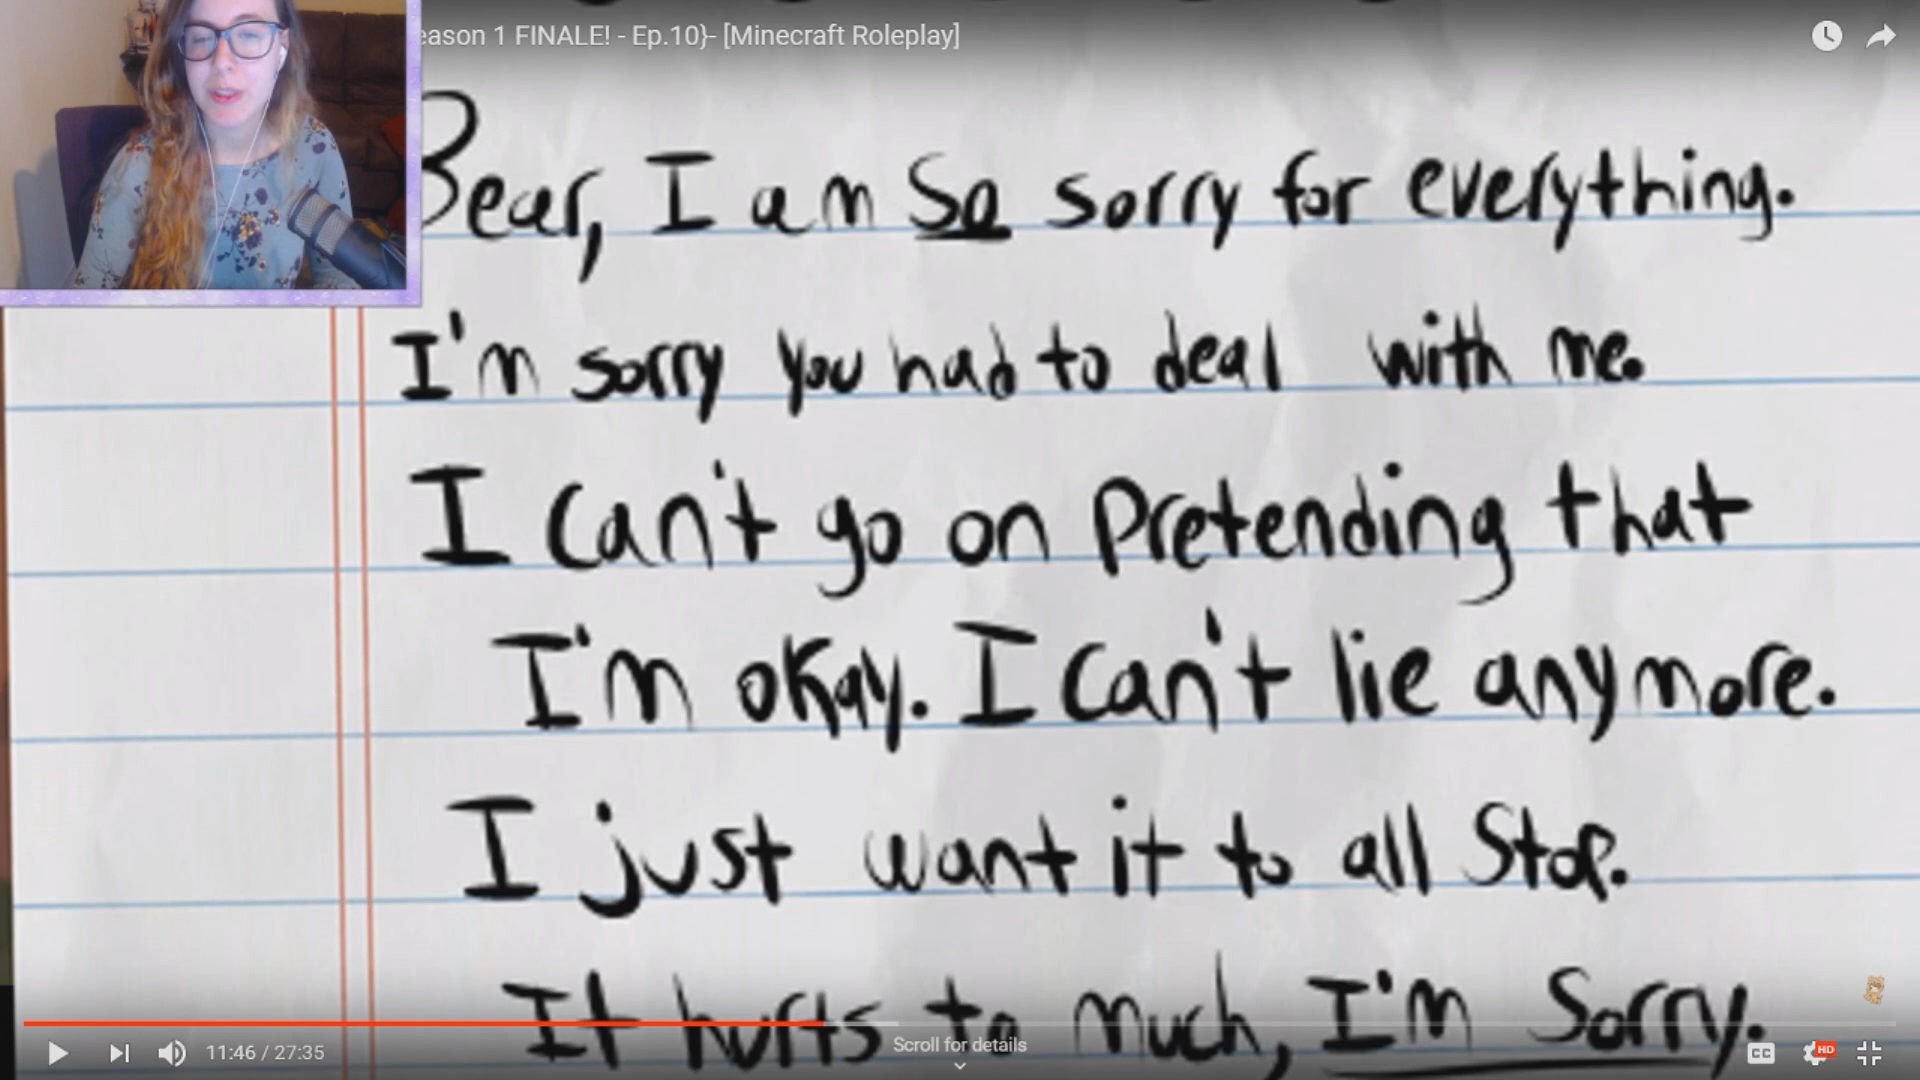 eason 1 FINALE! - Ep.10}- [Minecraft Roleplay]
Bear, I am So sorry for everything.
I'm sorry you had to deal with me.
I can't go on pretending that
I'm okay. I can't lie anymore.
I just want it to all stop.
It hurts to much, I'm Sorry.
Scroll for details
11:46 / 27:35
CC
HD